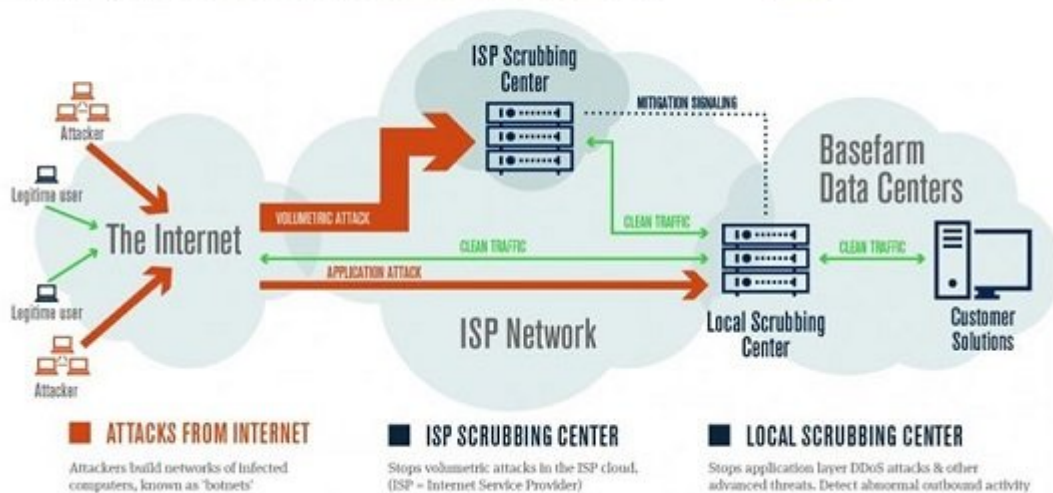 ISP Scrubbing
Center
MITIGATION SIGNALING
Attacker
Basefarm
Data Centers
Legitime user
VOLUMETRIC ATTACK
CLEAN TRAFFIC
CLEAN TRAFFIC
The Internet
CLEAN TRAFFIC
APPLICATION ATTACK
Legitime user
ISP Network
Local Scrubbing
Center
Customer
Solutions
Attacker
ATTACKS FROM INTERNET
Attackers build networks of infected
computers, known as 'botnets'
ISP SCRUBBING CENTER
Stops volumetric attacks in the ISP cloud.
(ISP = Internet Service Provider)
LOCAL SCRUBBING CENTER
Stops application layer DDoS attacks & other
advanced threats. Detect abnormal outbound activity